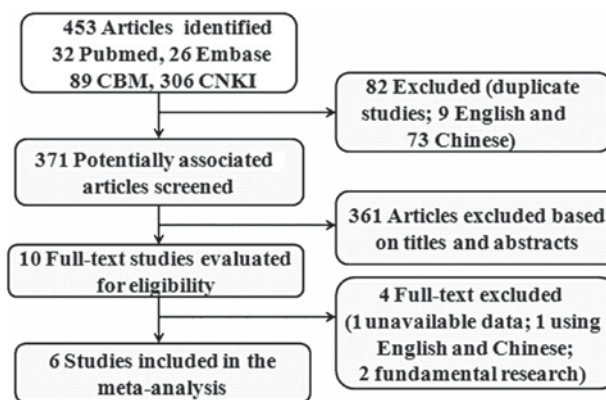 453 Articles identified
32 Pubmed, 26 Embase
89 CBM, 306 CNKI
82 Excluded (duplicate
studies; 9 English and
73 Chinese)
371 Potentially associated
articles screened
361 Articles excluded based
on titles and abstracts
10 Full-text studies evaluated
for eligibility
4 Full-text excluded
(1 unavailable data; 1 using
English and Chinese;
2 fundamental research)
6 Studies included in the
meta-analysis